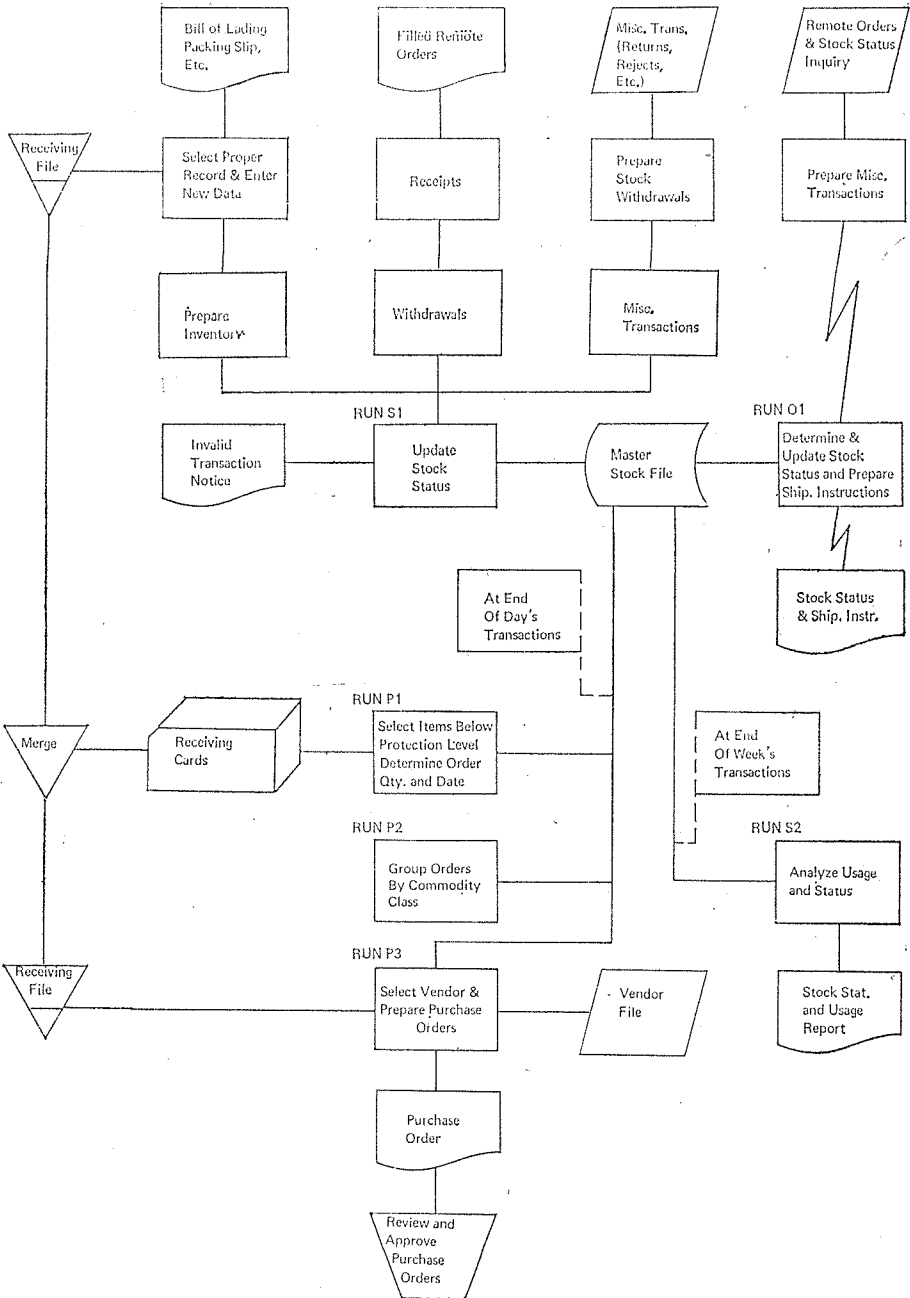 Bill of Lading
Packing Slip,
Etc.
Filled Remote
Orders
Misc. Trans.
(Returns,
Rejects,
Etc.)
Remote Orders
& Stock Status
Inquiry
Receiving
File
Select Proper
Record & Enter
New Data
Receipts
Prepare
Stock
Withdrawals
Prepare Misc.
Transactions
Prepare
Inventory
Withdrawals
Misc.
Transactions
RUN S1
RUN O1
Invalid
Transaction
Notice
Update
Stock
Status
Master
Stock File
Determine &
Update Stock
Status and Prepare
Ship. Instructions
At End
Of Day's
Transactions
Stock Status
& Ship. Instr.
RUN P1
Merge
Receiving
Cards
Select Items Below
Protection Level
Determine Order
Qty. and Date
At End
Of Week's
Transactions
RUN P2
RUN S2
Group Orders
By Commodity
Class
Analyze Usage
and Status
RUN P3
Receiving
File
Select Vendor &
Prepare Purchase
Orders
Vendor
File
Stock Stat.
and Usage
Report
Purchase
Order
Review and
Approve
Purchase
Orders